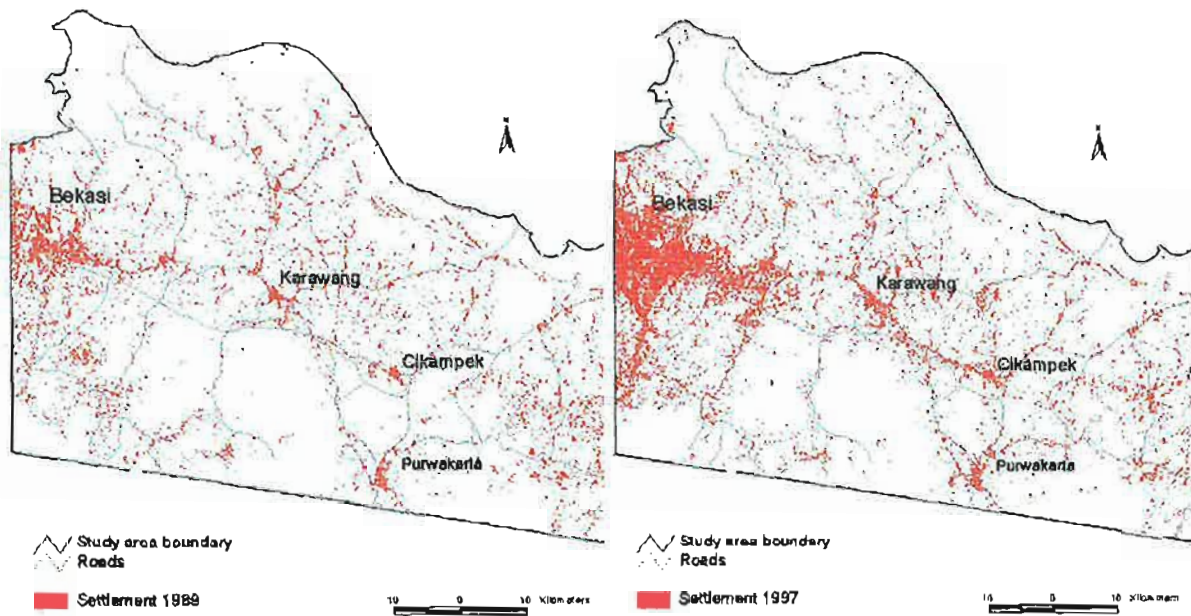 N
Bekasi
Karawang
Cikampek
Purwakarta
Study area boundary
Roads
Settlement 1989
10 0 10 Kilometers
N
Bekasi
Karawang
Cikampek
Purwakarta
Study area boundary
Roads
Settlement 1997
10 0 10 Kilometers